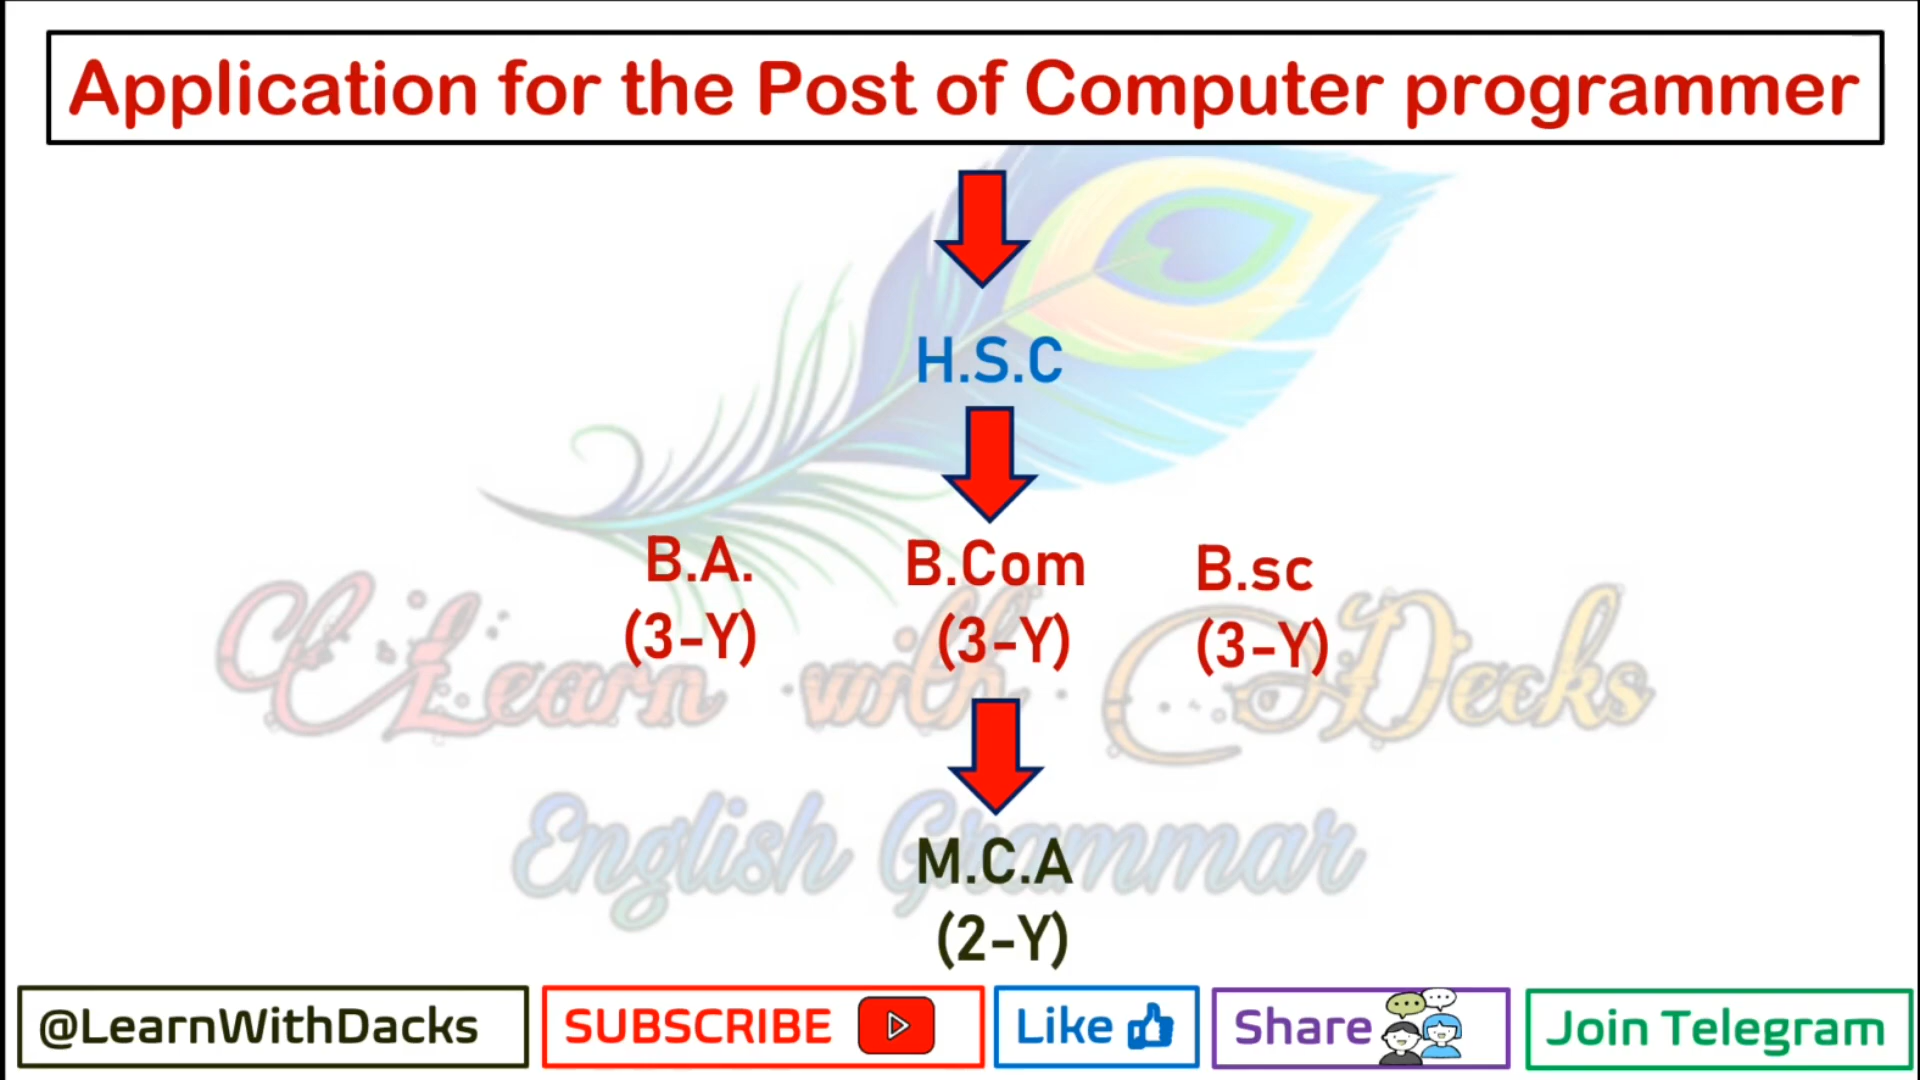 Application for the Post of Computer programmer
H.S.C
B.A. B.Com B.sc
(3-Y) (3-Y) (3-Y)
Learn with Decks
M.C.A
English Grammar
(2-Y)
@LearnWithDacks SUBSCRIBE Like Share Join Telegram